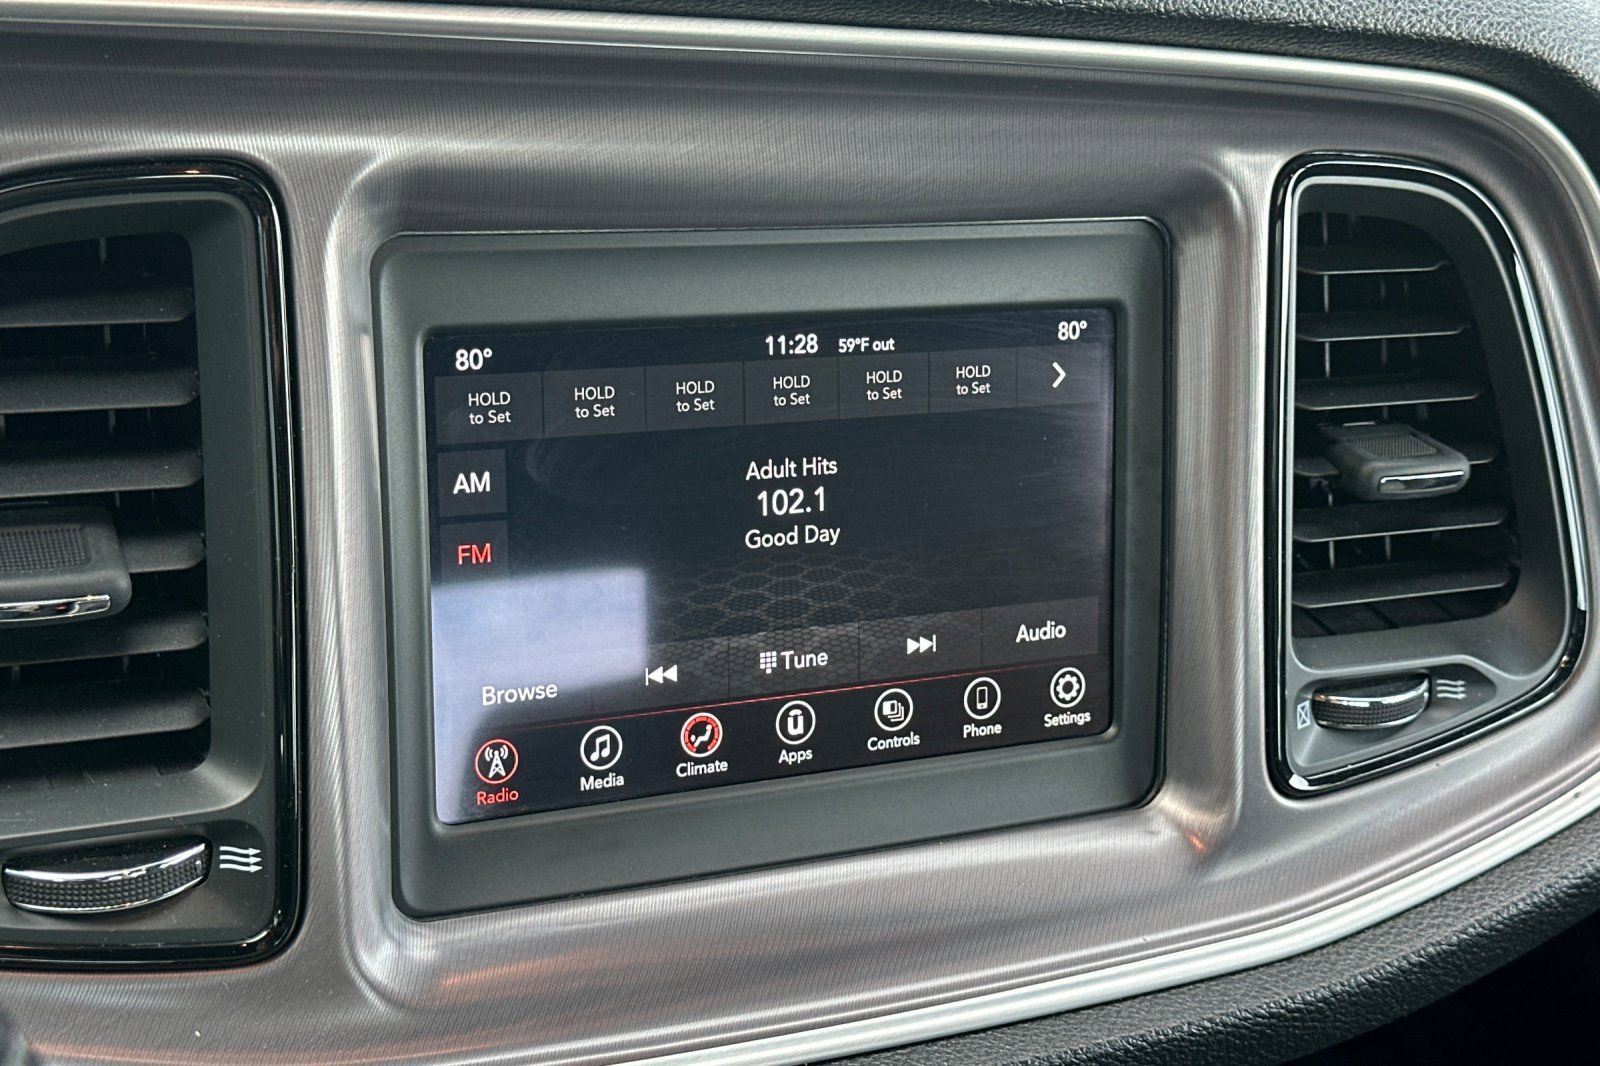 80° 11:28 59°F out 80°
HOLD HOLD HOLD HOLD HOLD HOLD
to Set to Set to Set to Set to Set to Set
AM
FM
Adult Hits
102.1
Good Day
Browse Tune Audio
Radio Media Climate Apps Controls Phone Settings